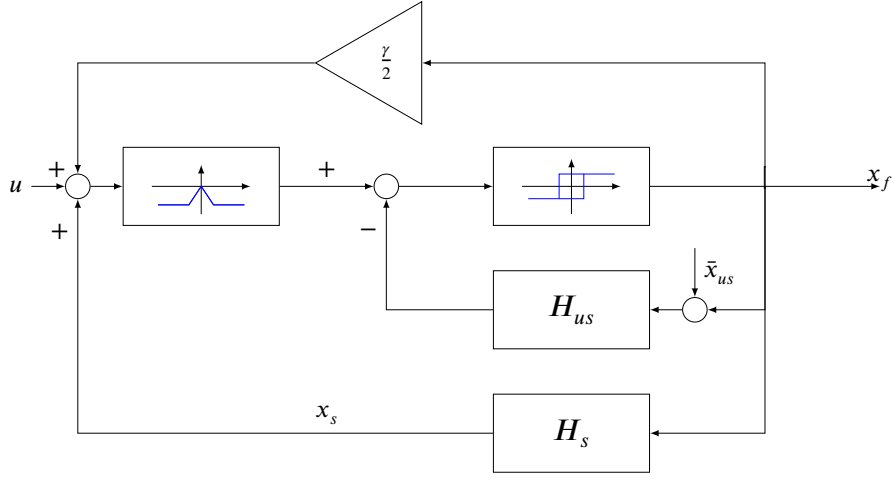 γ/2
+
u
+
+
x_f
−
x̄_us
H_us
x_s
H_s